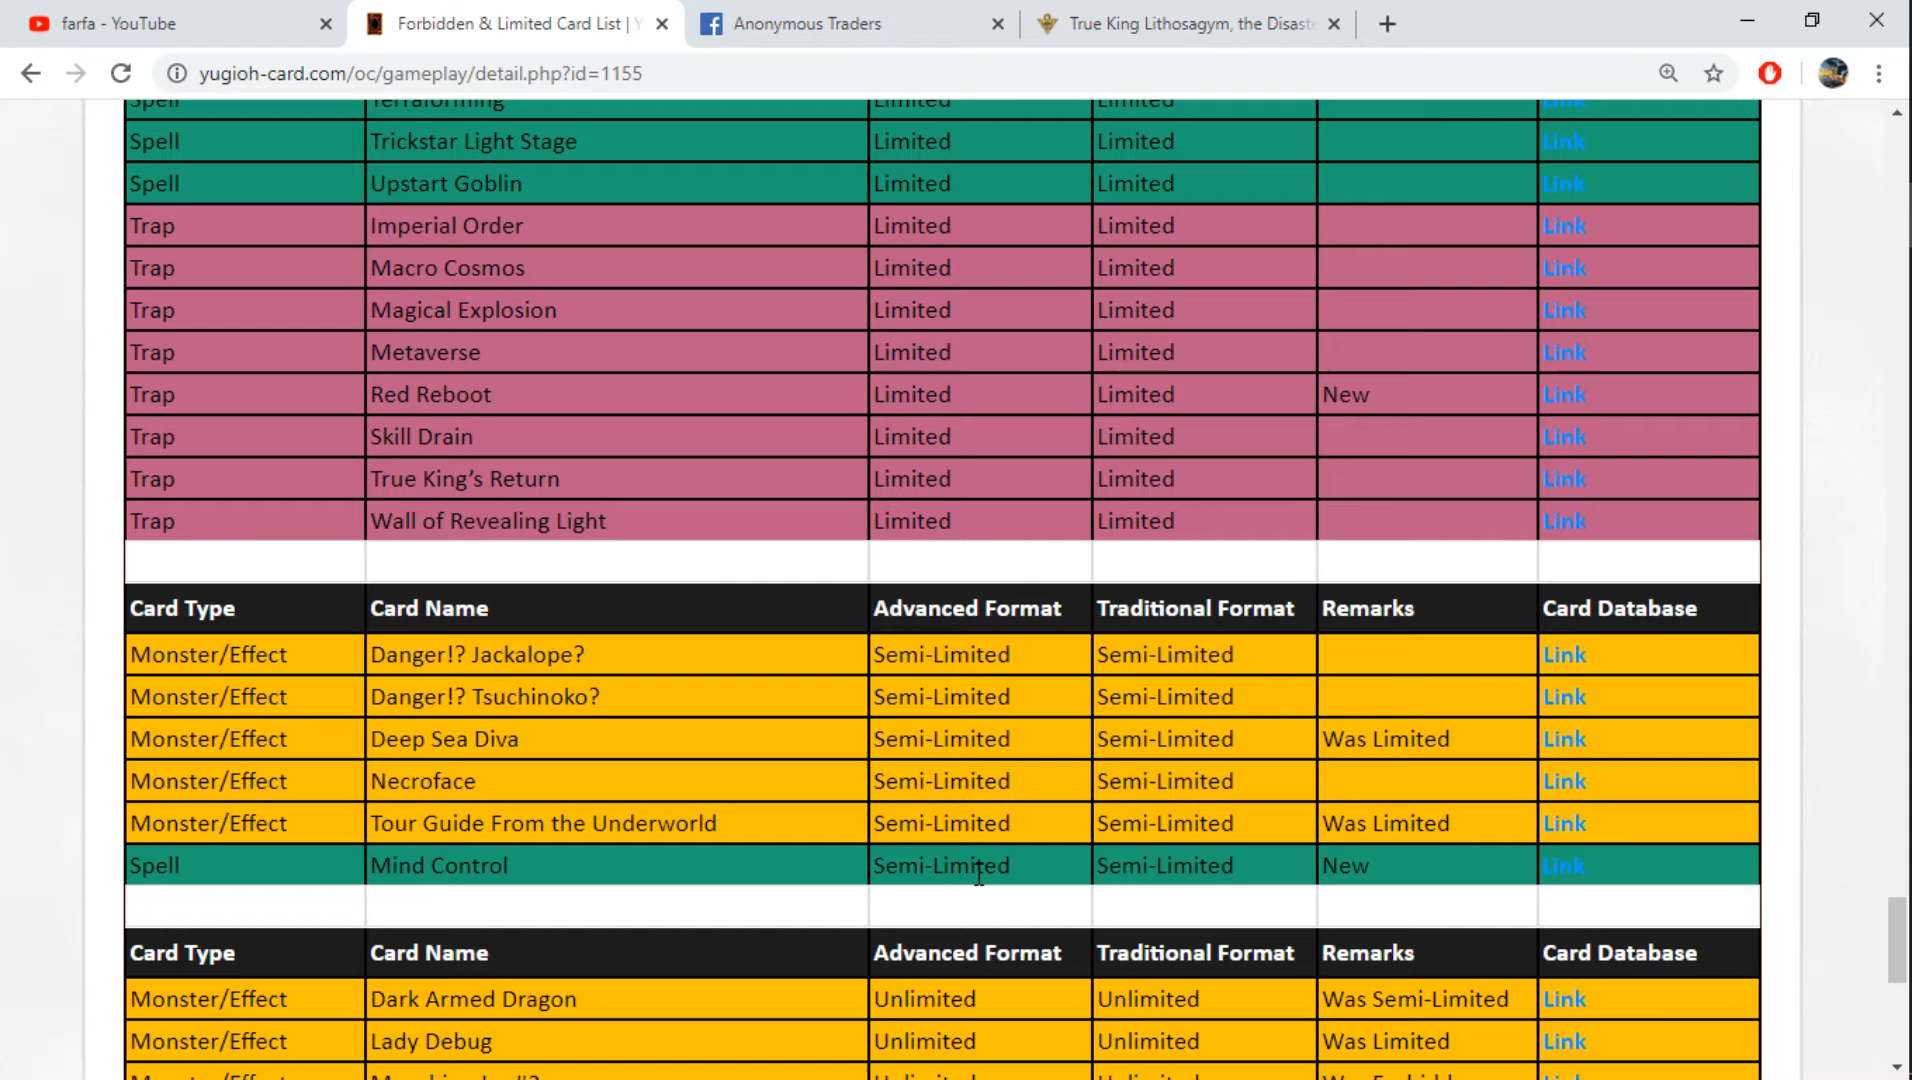 farfa - YouTube
Forbidden & Limited Card List | Y
Anonymous Traders
True King Lithosagym, the Disast
yugioh-card.com/oc/gameplay/detail.php?id=1155
Spell Terraforming Limited Limited Link
Spell Trickstar Light Stage Limited Limited Link
Spell Upstart Goblin Limited Limited Link
Trap Imperial Order Limited Limited Link
Trap Macro Cosmos Limited Limited Link
Trap Magical Explosion Limited Limited Link
Trap Metaverse Limited Limited Link
Trap Red Reboot Limited Limited New Link
Trap Skill Drain Limited Limited Link
Trap True King’s Return Limited Limited Link
Trap Wall of Revealing Light Limited Limited Link
Card Type Card Name Advanced Format Traditional Format Remarks Card Database
Monster/Effect Danger!? Jackalope? Semi-Limited Semi-Limited Link
Monster/Effect Danger!? Tsuchinoko? Semi-Limited Semi-Limited Link
Monster/Effect Deep Sea Diva Semi-Limited Semi-Limited Was Limited Link
Monster/Effect Necroface Semi-Limited Semi-Limited Link
Monster/Effect Tour Guide From the Underworld Semi-Limited Semi-Limited Was Limited Link
Spell Mind Control Semi-Limited Semi-Limited New Link
Card Type Card Name Advanced Format Traditional Format Remarks Card Database
Monster/Effect Dark Armed Dragon Unlimited Unlimited Was Semi-Limited Link
Monster/Effect Lady Debug Unlimited Unlimited Was Limited Link